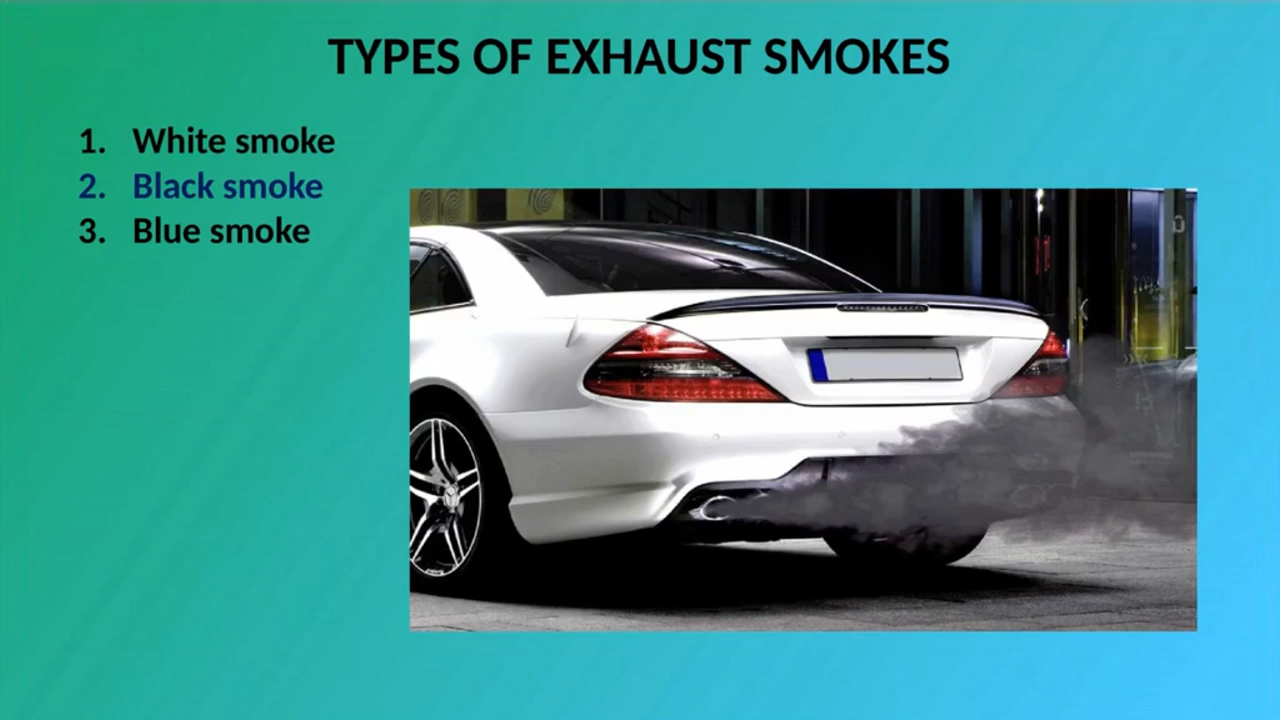 TYPES OF EXHAUST SMOKES
1. White smoke
2. Black smoke
3. Blue smoke